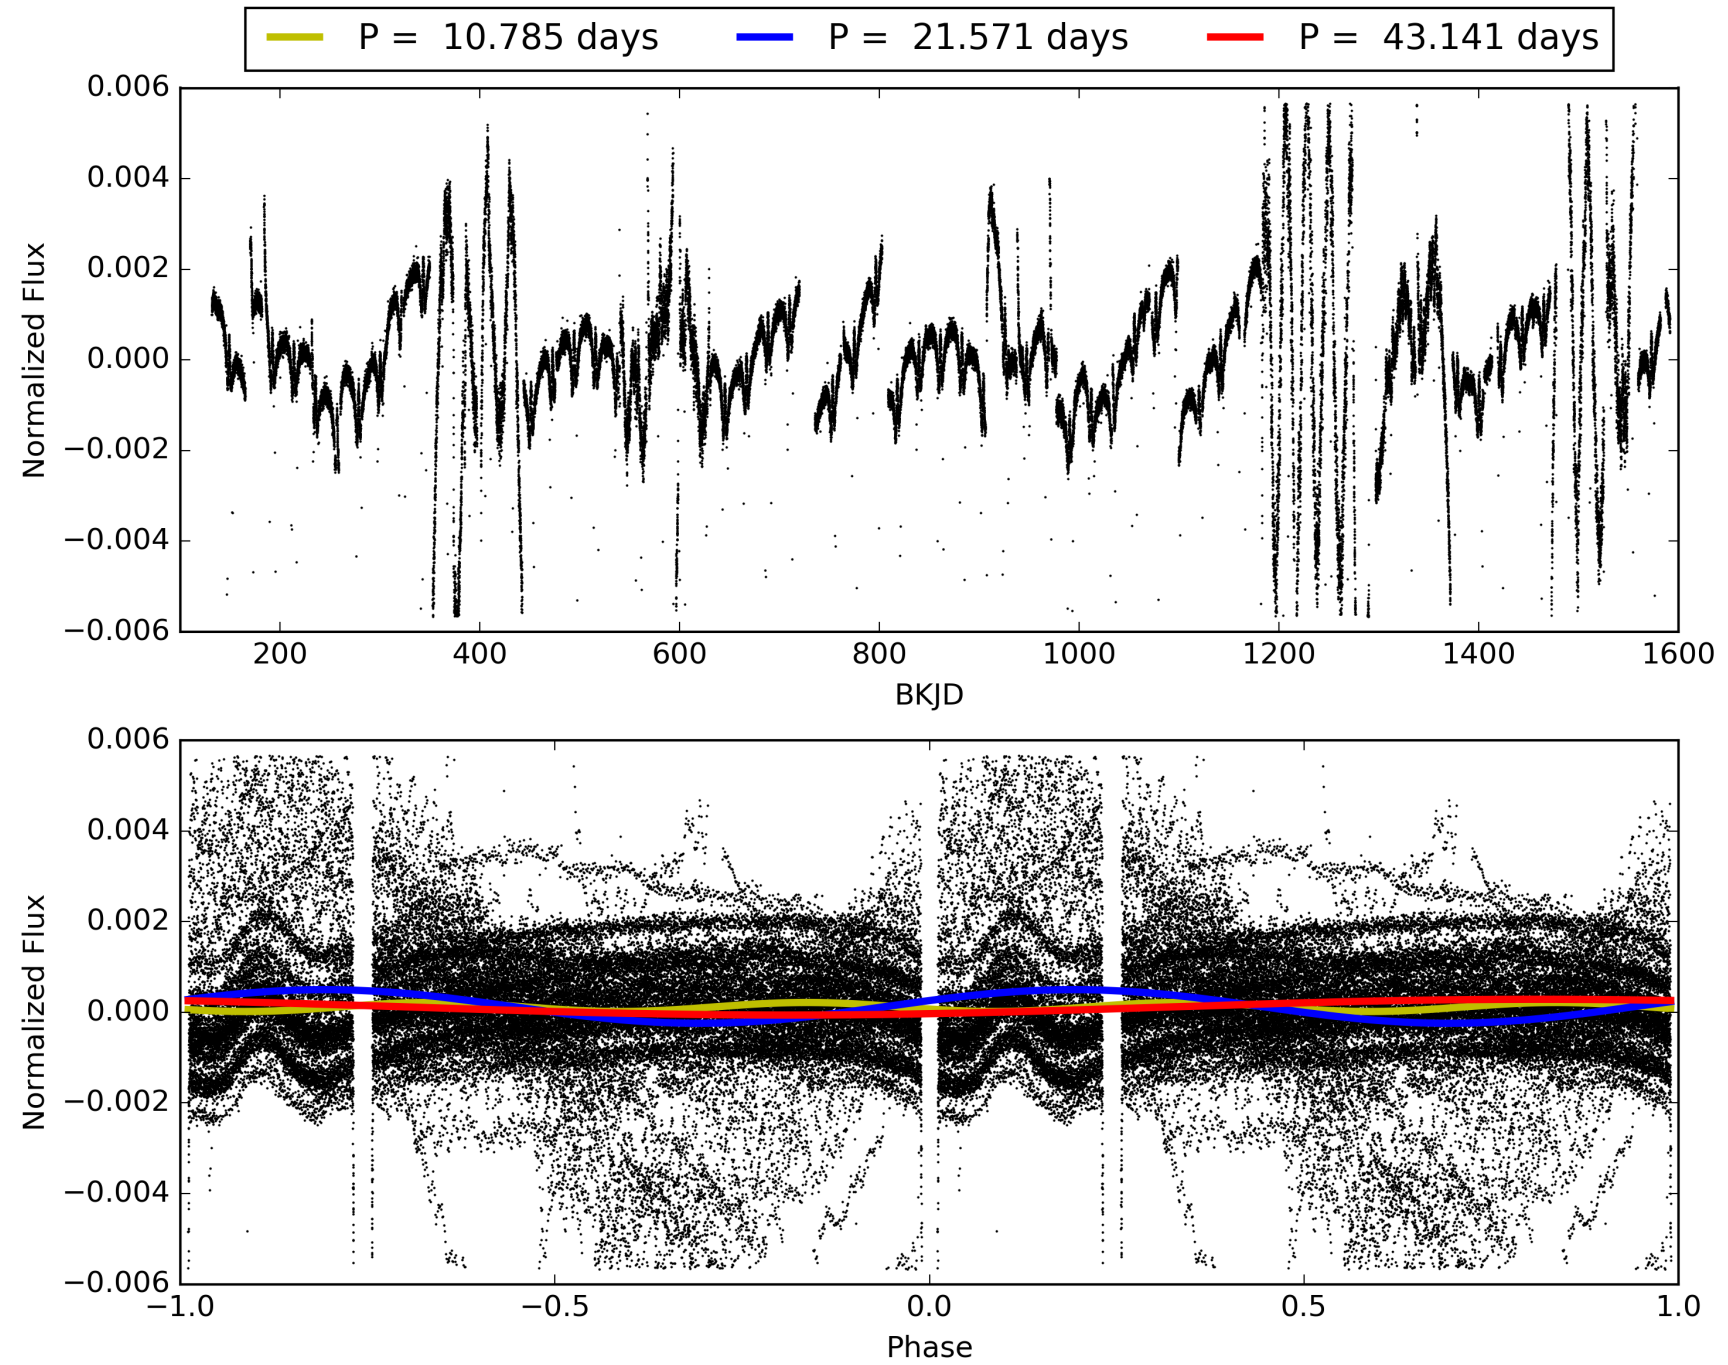 P = 10.785 days P = 21.571 days P = 43.141 days
0.006
0.004
0.002
0.000
−0.002
−0.004
−0.006
Normalized Flux
200 400 600 800 1000 1200 1400 1600
BKJD
0.006
0.004
0.002
0.000
−0.002
−0.004
−0.006
Normalized Flux
−1.0 −0.5 0.0 0.5 1.0
Phase